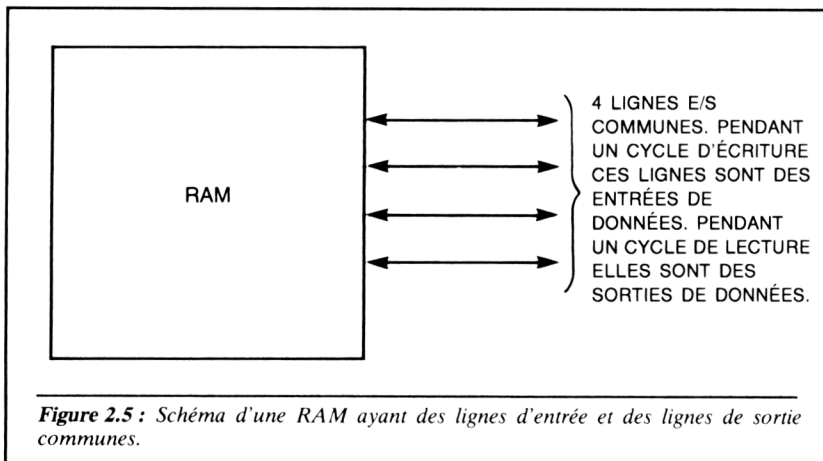 RAM
4 LIGNES E/S
COMMUNES. PENDANT
UN CYCLE D'ÉCRITURE
CES LIGNES SONT DES
ENTRÉES DE
DONNÉES. PENDANT
UN CYCLE DE LECTURE
ELLES SONT DES
SORTIES DE DONNÉES.
Figure 2.5 : Schéma d'une RAM ayant des lignes d'entrée et des lignes de sortie
communes.